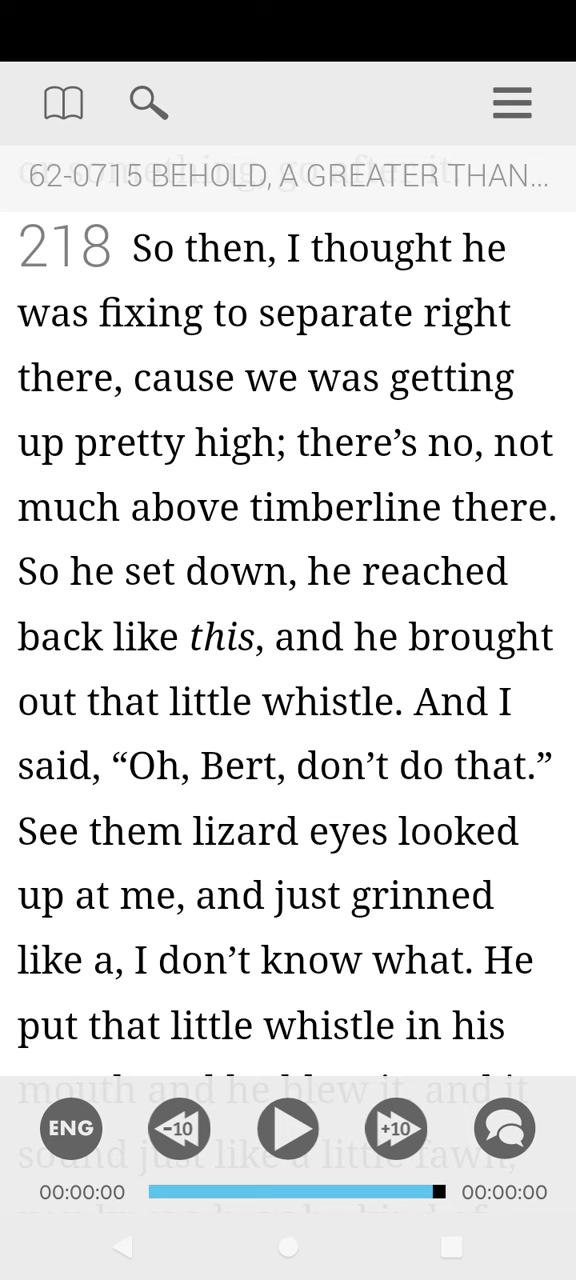 or something, go after it.
62-0715 BEHOLD, A GREATER THAN...
218 So then, I thought he
was fixing to separate right
there, cause we was getting
up pretty high; there’s no, not
much above timberline there.
So he set down, he reached
back like this, and he brought
out that little whistle. And I
said, “Oh, Bert, don’t do that.”
See them lizard eyes looked
up at me, and just grinned
like a, I don’t know what. He
put that little whistle in his
mouth and he blew it, and it
ENG -10 +10
sound just like a little fawn,
00:00:00 00:00:00